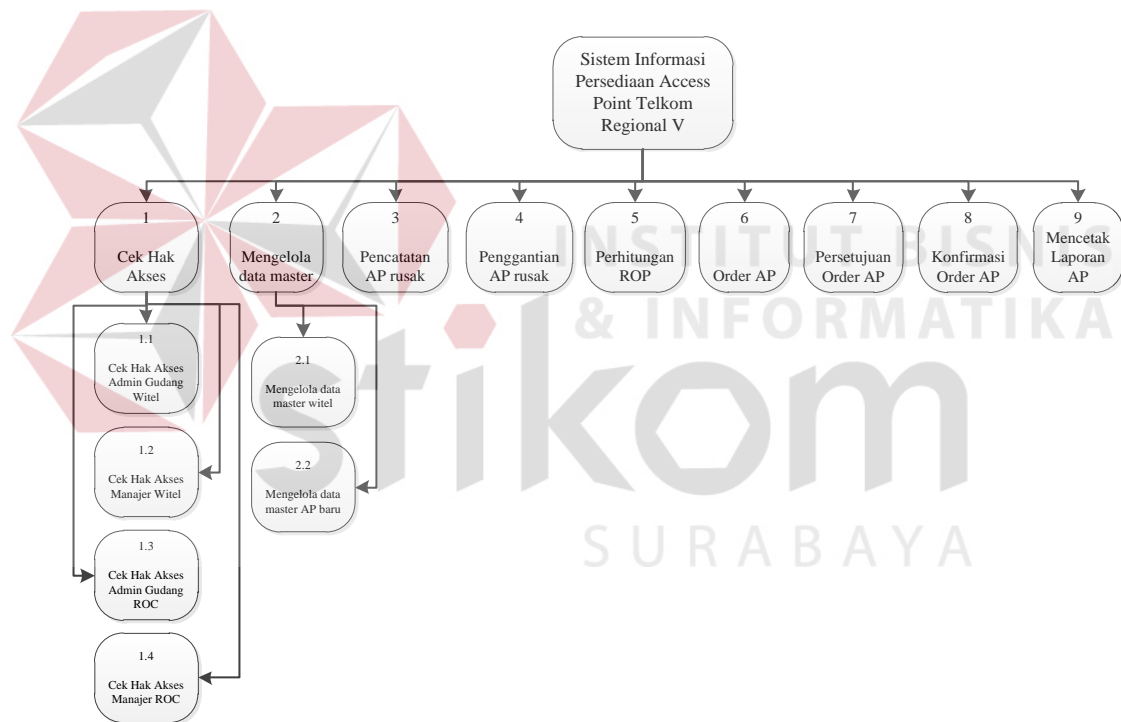 Sistem Informasi
Persediaan Access
Point Telkom
Regional V
1
Cek Hak
Akses
2
Mengelola
data master
3
Pencatatan
AP rusak
4
Penggantian
AP rusak
5
Perhitungan
ROP
6
Order AP
7
Persetujuan
Order AP
8
Konfirmasi
Order AP
9
Mencetak
Laporan
AP
1.1
Cek Hak Akses
Admin Gudang
Witel
1.2
Cek Hak Akses
Manajer Witel
1.3
Cek Hak Akses
Admin Gudang
ROC
1.4
Cek Hak Akses
Manajer ROC
2.1
Mengelola data
master witel
2.2
Mengelola data
master AP baru
INSTITUT BISNIS
& INFORMATIKA
stikom
SURABAYA